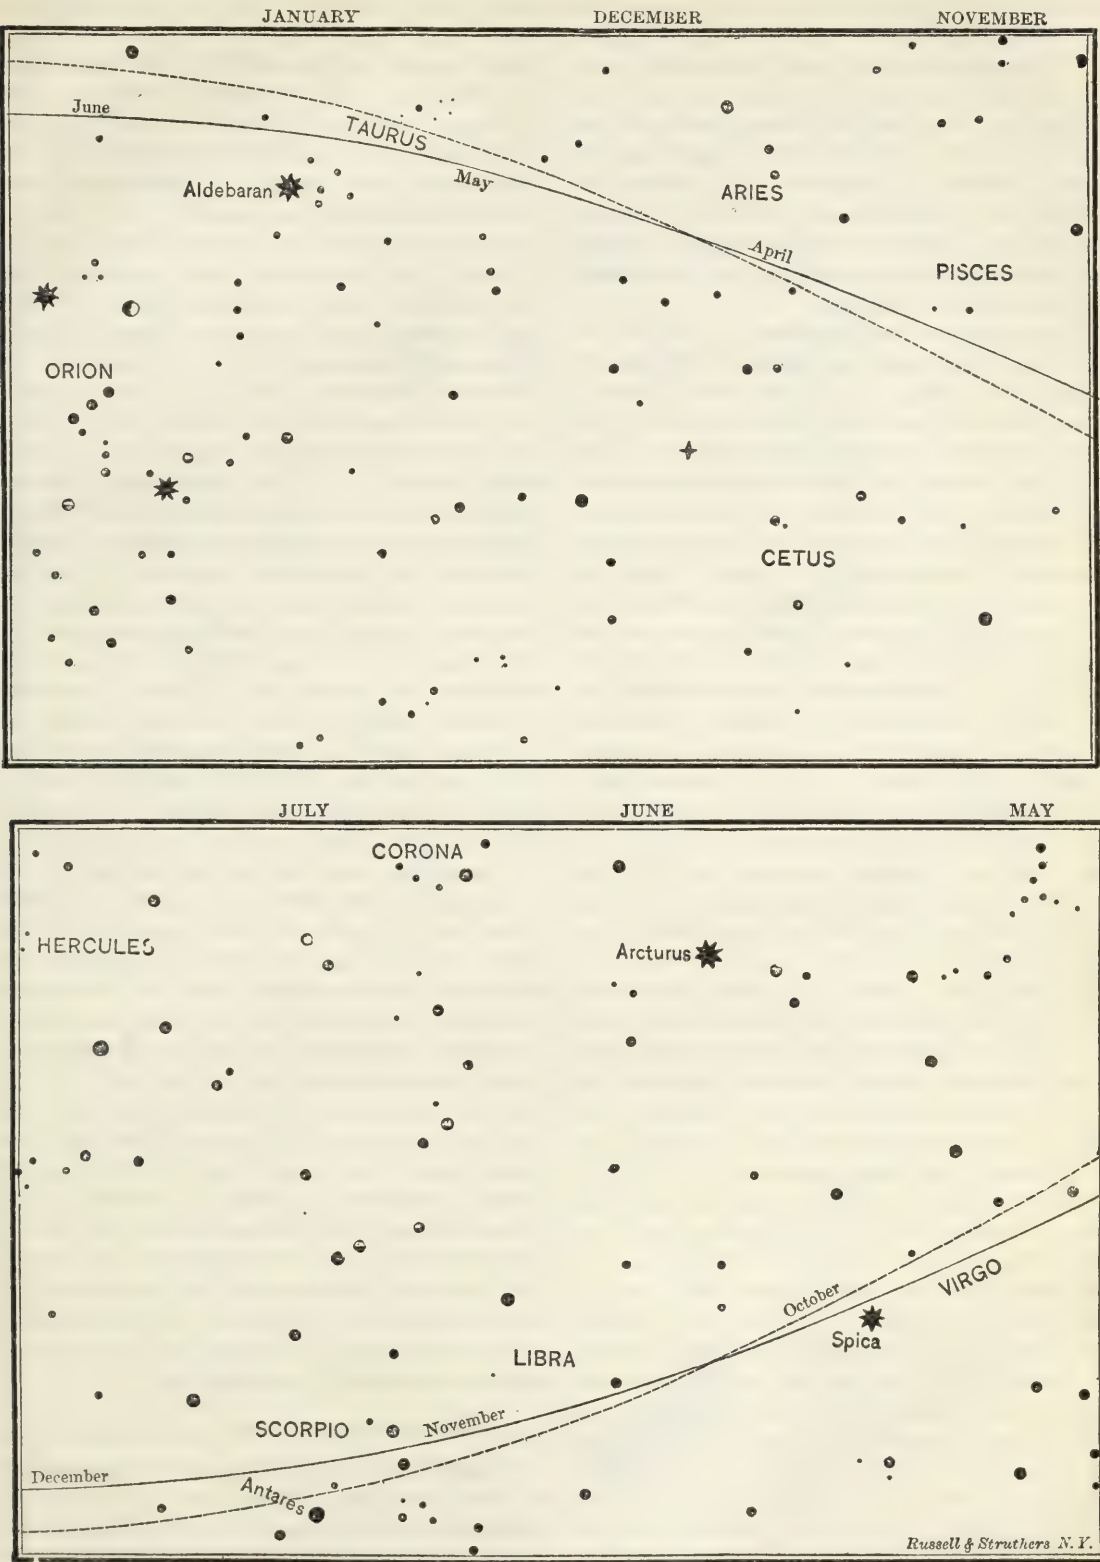 JANUARY DECEMBER NOVEMBER
June
TAURUS
Aldebaran
May
ARIES
April
PISCES
ORION
CETUS
JULY JUNE MAY
CORONA
HERCULES
Arcturus
October
VIRGO
Spica
LIBRA
SCORPIO
November
December
Antares
Russell & Struthers N.Y.